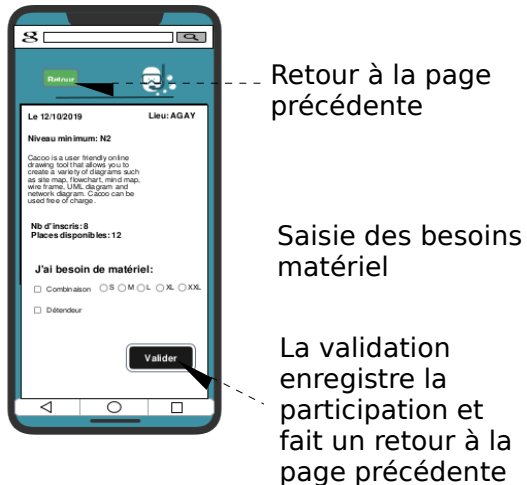 g
Retour
Retour à la page
précédente
Le 12/10/2019 Lieu: AGAY
Niveau minimum: N2
Cacoo is a user friendly online
drawing tool that allows you to
create a variety of diagrams such
as site map, flowchart, mind map,
wire frame, UML diagram and
network diagram. Cacoo can be
used free of charge.
Nb d'inscris: 8
Places disponibles: 12
Saisie des besoins
matériel
J'ai besoin de matériel:
Combinaison S M L XL XXL
Détendeur
Valider
La validation
enregistre la
participation et
fait un retour à la
page précédente